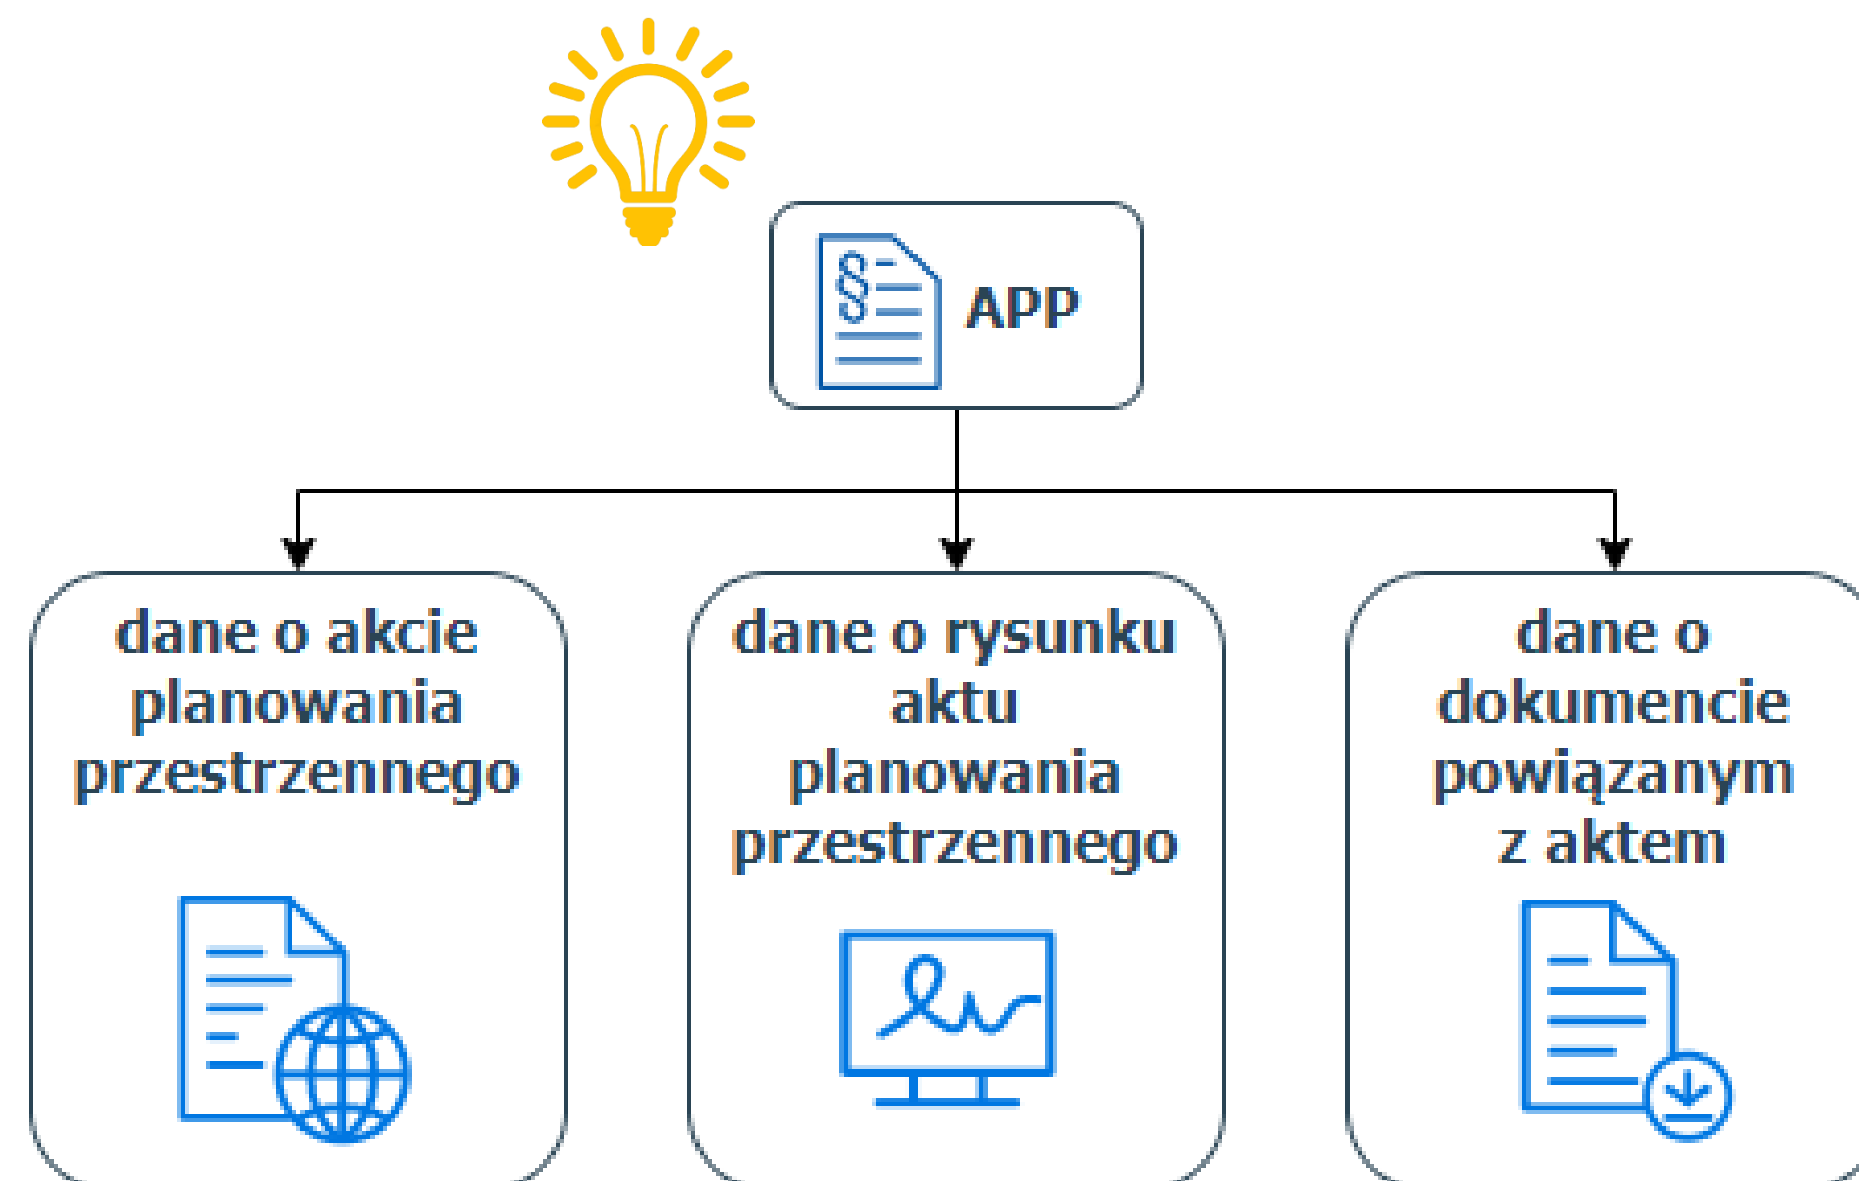 APP
dane o akcie
planowania
przestrzennego
dane o rysunku
aktu
planowania
przestrzennego
dane o
dokumencie
powiązanym
z aktem